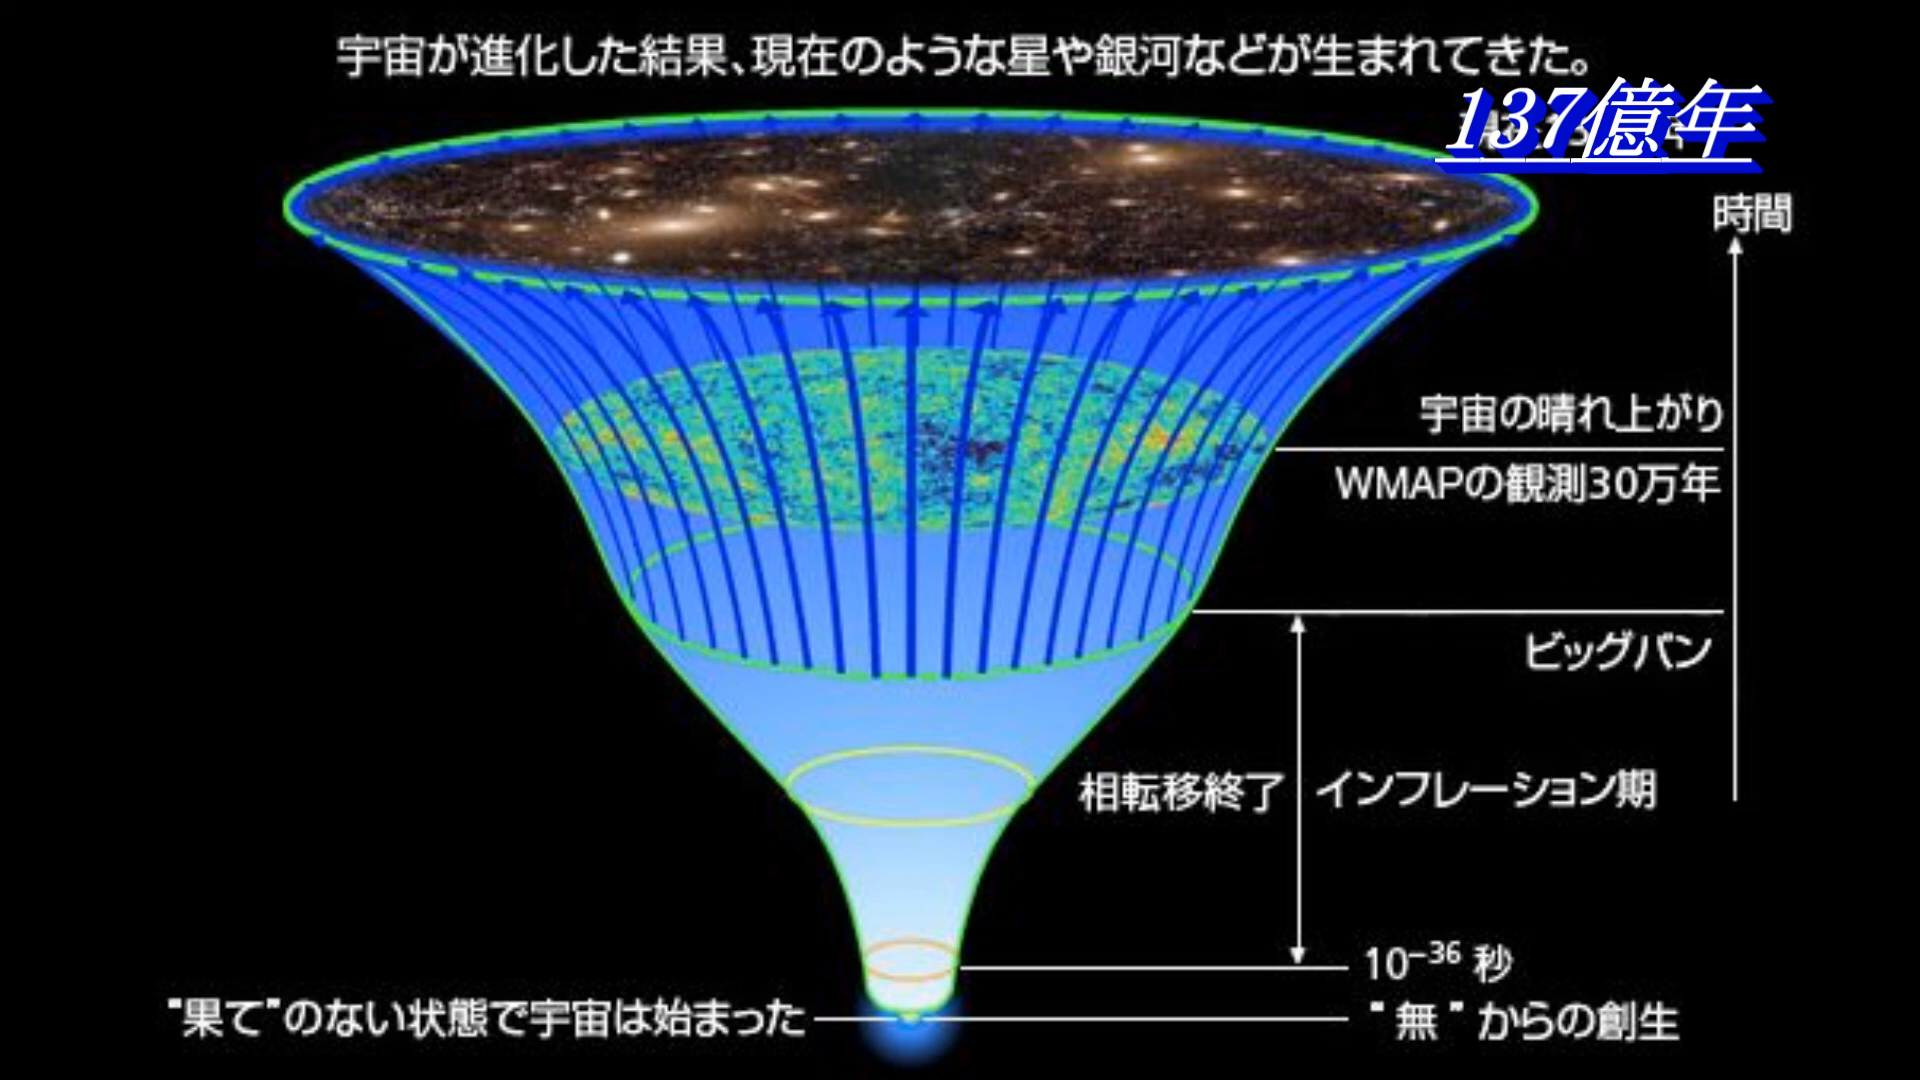 宇宙が進化した結果、現在のような星や銀河などが生まれてきた。
137億年
時間
宇宙の晴れ上がり
WMAPの観測30万年
ビッグバン
相転移終了
インフレーション期
10⁻³⁶ 秒
"果て"のない状態で宇宙は始まった
"無"からの創生